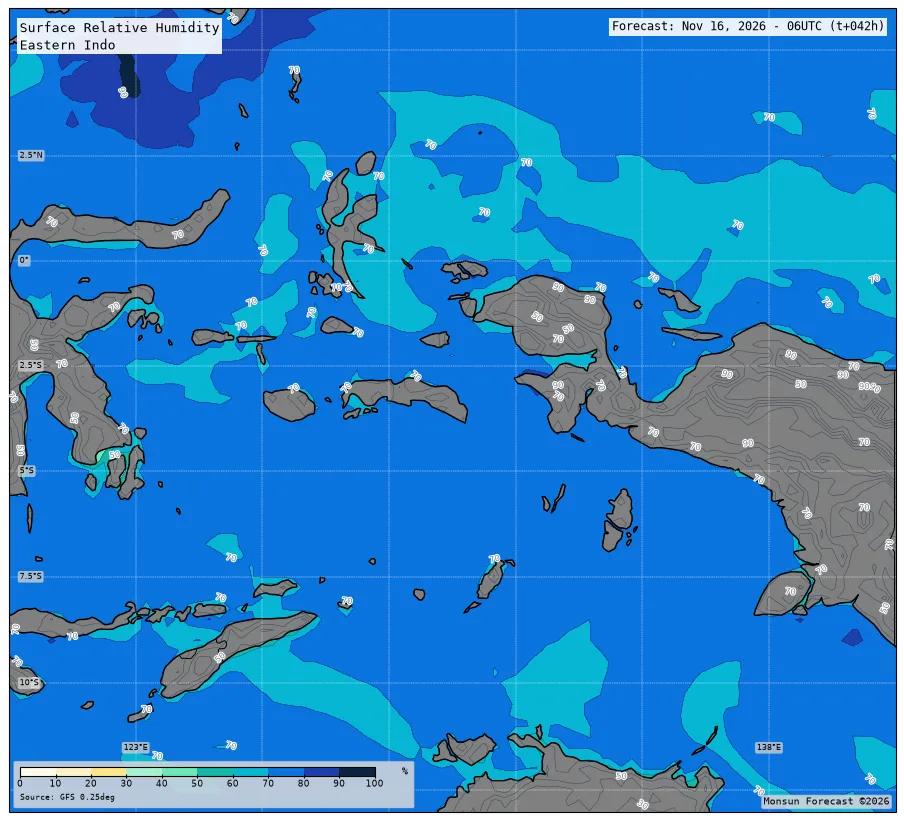 Surface Relative Humidity
Eastern Indo
Forecast: Nov 16, 2026 - 06UTC (t+042h)
2.5°N
0°
2.5°S
5°S
7.5°S
10°S
123°E
138°E
0 10 20 30 40 50 60 70 80 90 100 %
Source: GFS 0.25deg
Monsun Forecast ©2026